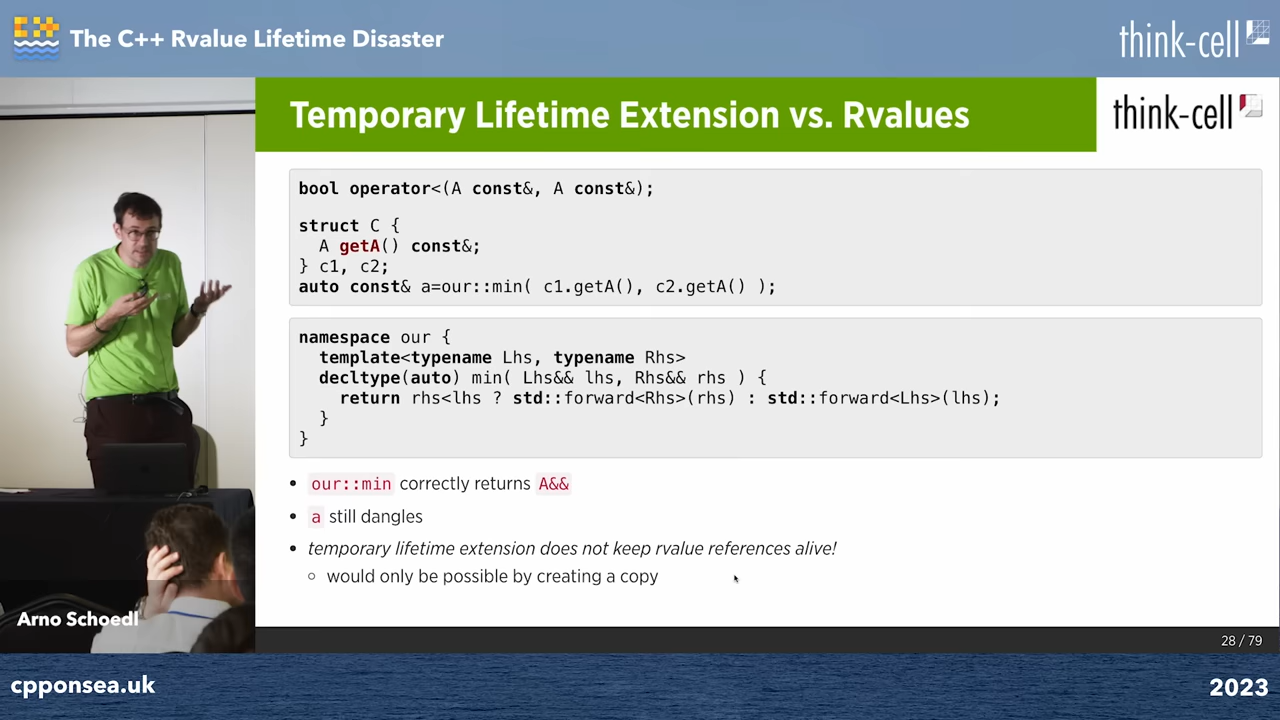 The C++ Rvalue Lifetime Disaster
think-cell
Temporary Lifetime Extension vs. Rvalues
think-cell
bool operator<(A const&, A const&);
struct C {
  A getA() const&;
} c1, c2;
auto const& a=our::min( c1.getA(), c2.getA() );
namespace our {
  template<typename Lhs, typename Rhs>
  decltype(auto) min( Lhs&& lhs, Rhs&& rhs ) {
    return rhs<lhs ? std::forward<Rhs>(rhs) : std::forward<Lhs>(lhs);
  }
}
• our::min correctly returns A&&
• a still dangles
• temporary lifetime extension does not keep rvalue references alive!
○ would only be possible by creating a copy
Arno Schoedl
28 / 79
cpponsea.uk
2023